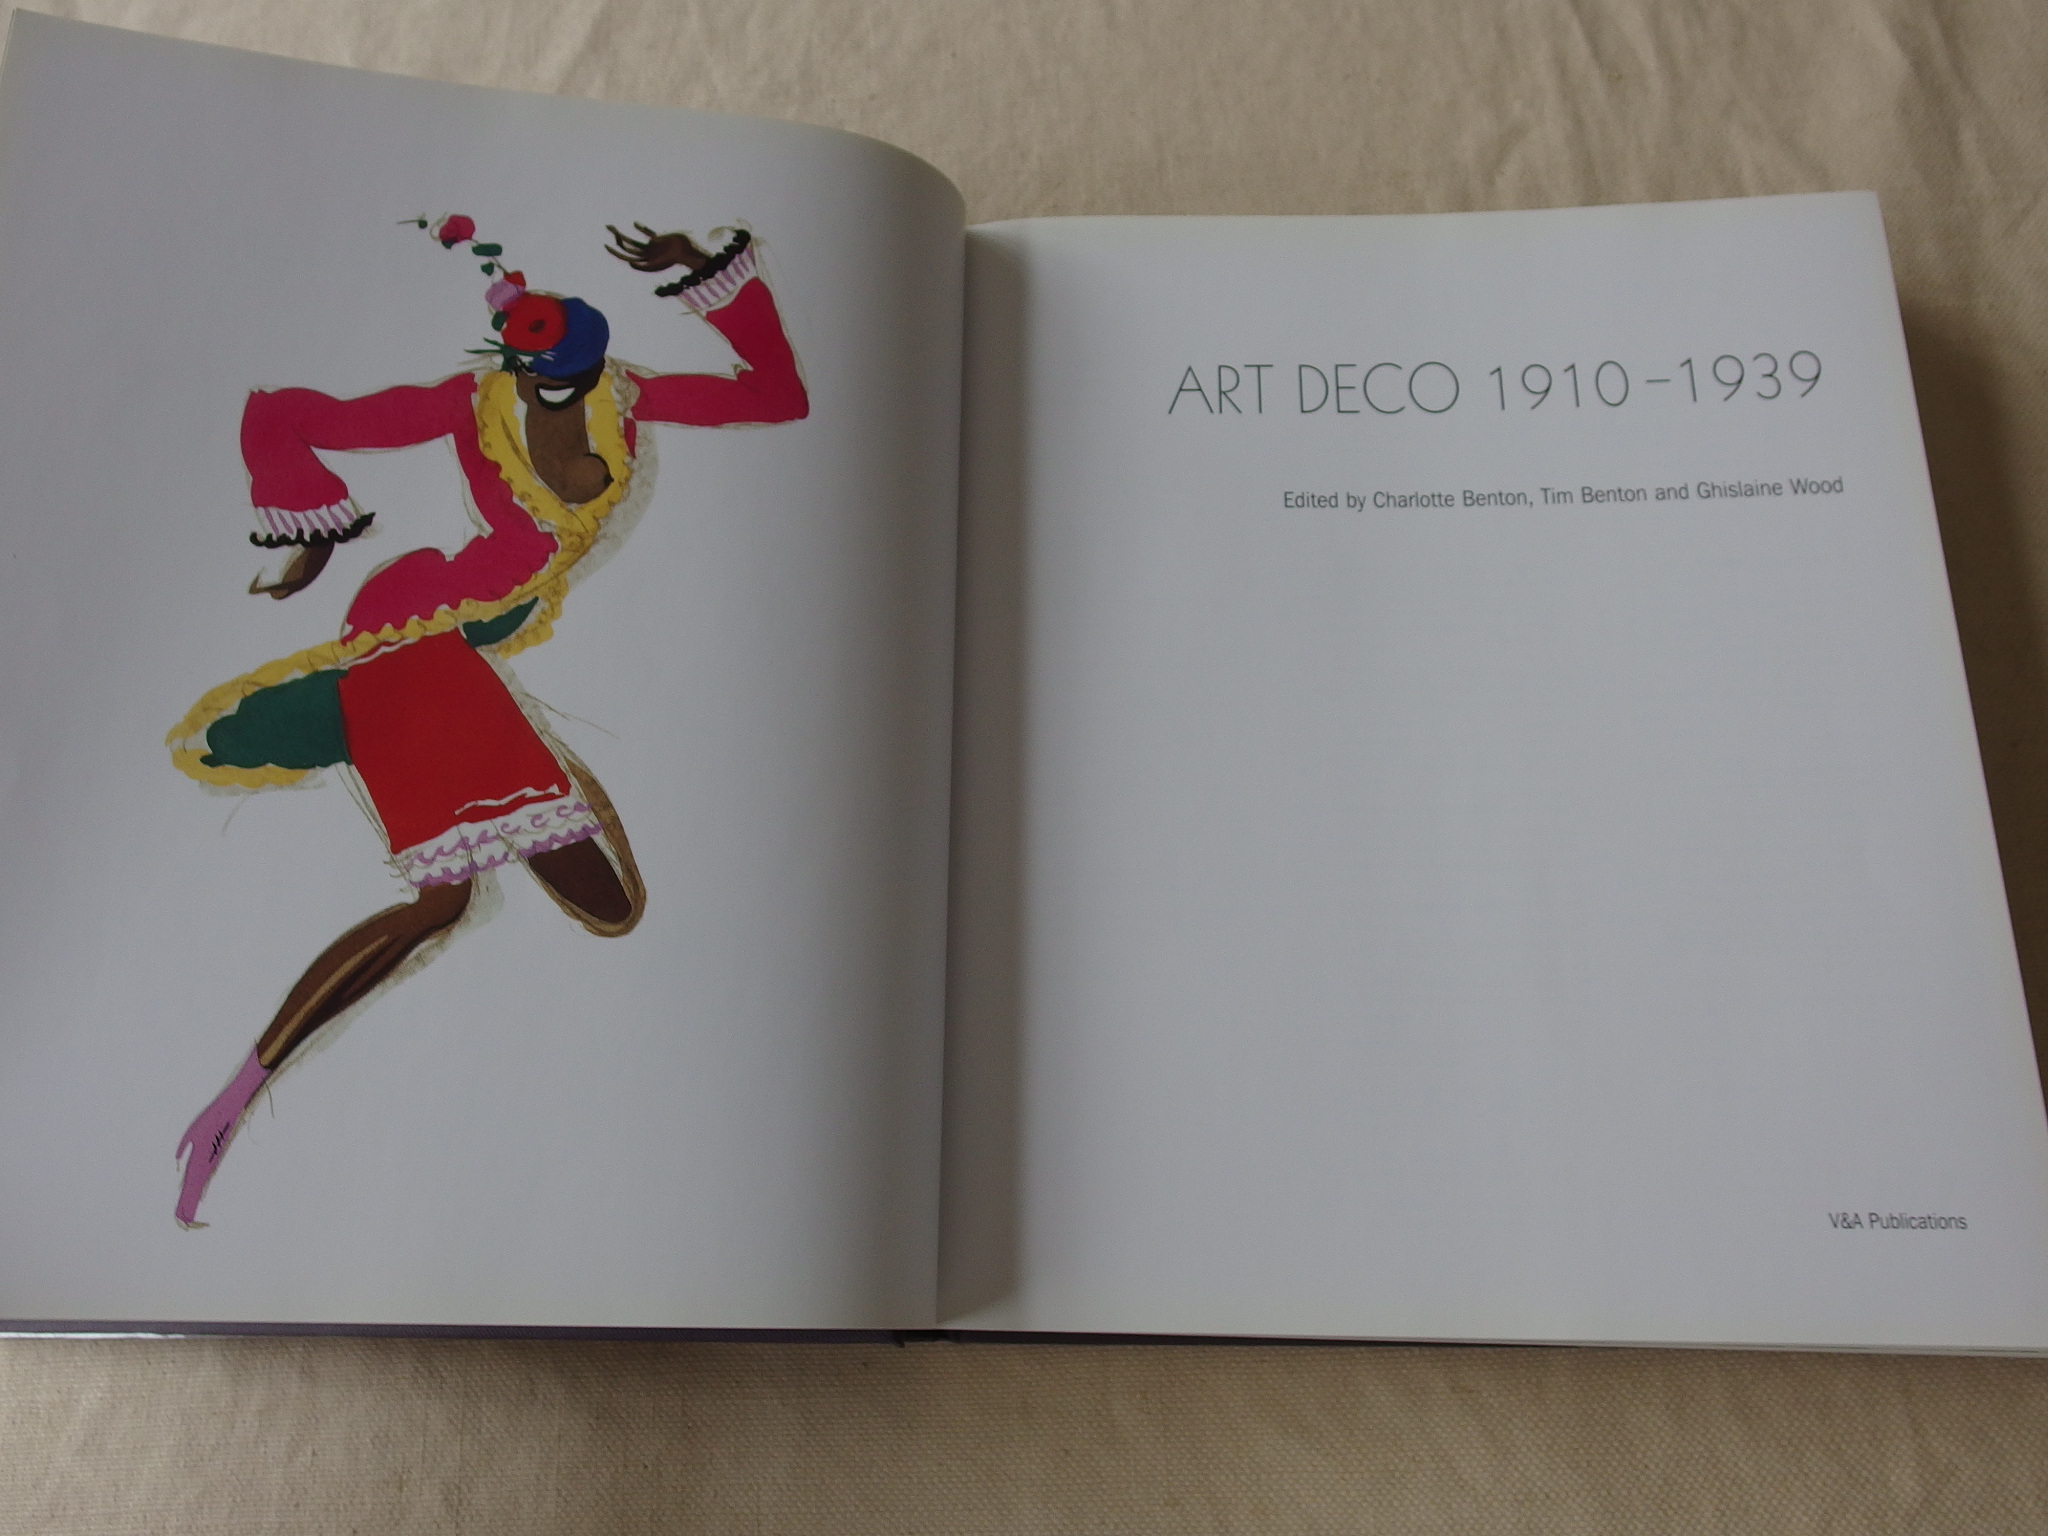 ART DECO 1910–1939
Edited by Charlotte Benton, Tim Benton and Ghislaine Wood
V&A Publications